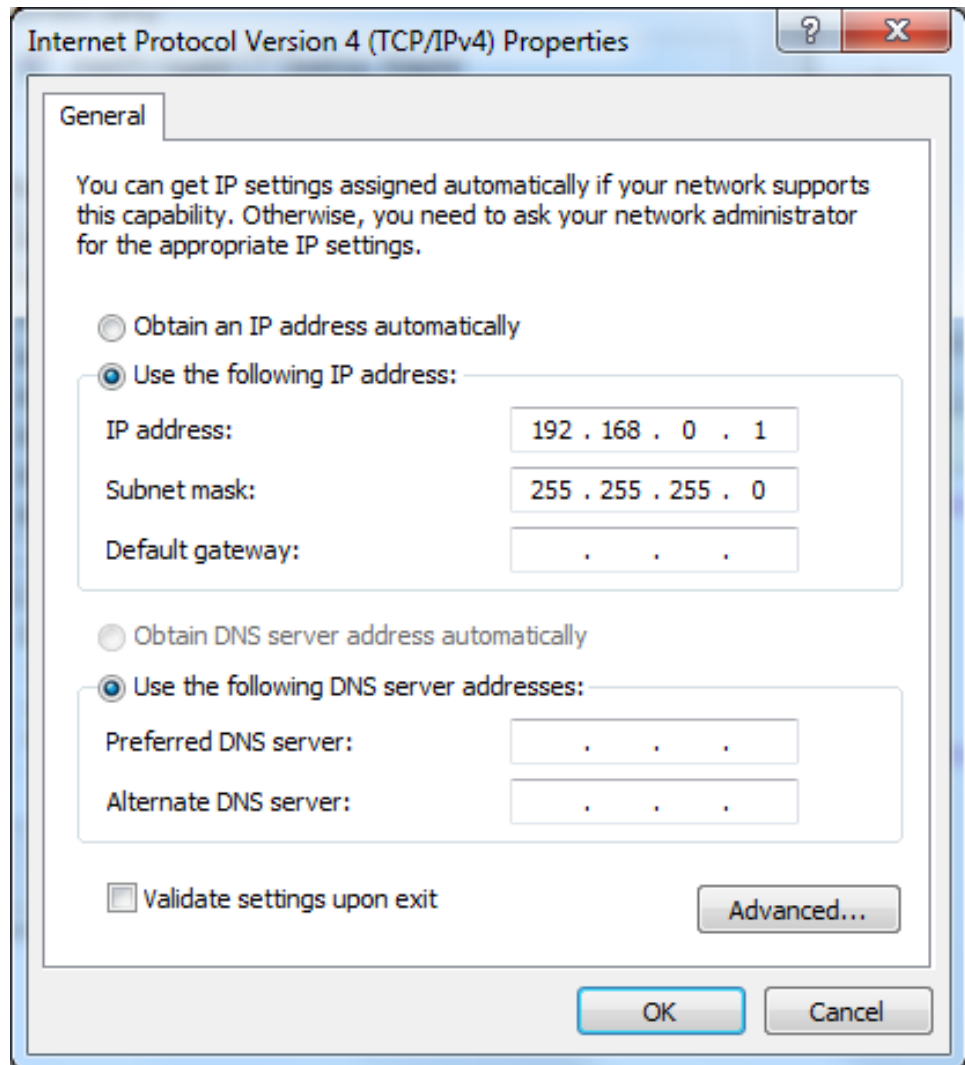 Internet Protocol Version 4 (TCP/IPv4) Properties
?
X
General
You can get IP settings assigned automatically if your network supports
this capability. Otherwise, you need to ask your network administrator
for the appropriate IP settings.
Obtain an IP address automatically
Use the following IP address:
IP address: 192 . 168 . 0 . 1
Subnet mask: 255 . 255 . 255 . 0
Default gateway: . . .
Obtain DNS server address automatically
Use the following DNS server addresses:
Preferred DNS server: . . .
Alternate DNS server: . . .
Validate settings upon exit
Advanced...
OK Cancel